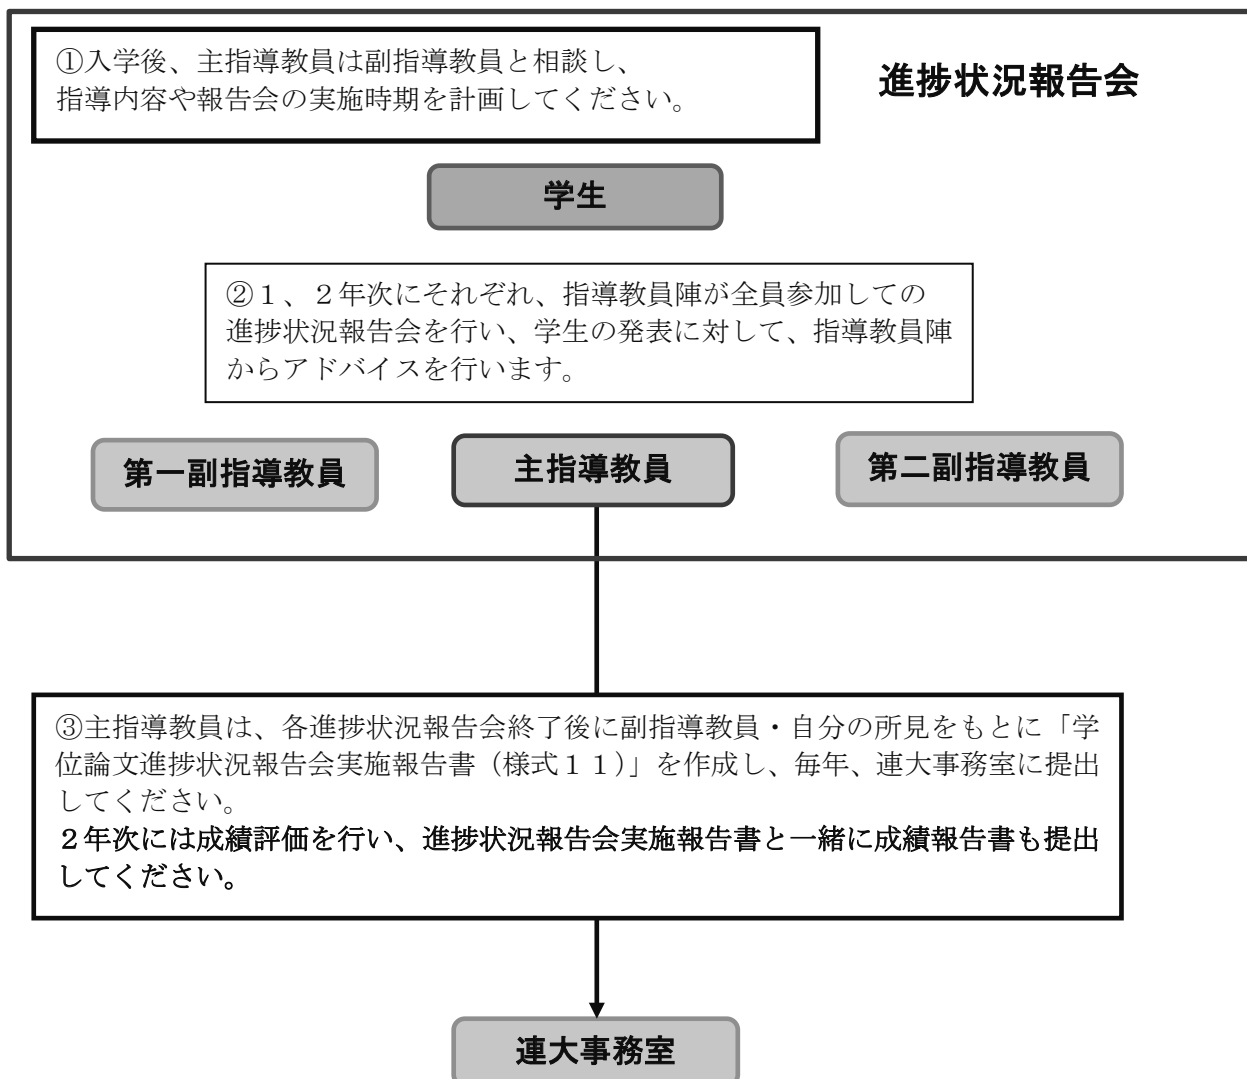 ①入学後、主指導教員は副指導教員と相談し、
指導内容や報告会の実施時期を計画してください。
進捗状況報告会
学生
②１、２年次にそれぞれ、指導教員陣が全員参加しての
進捗状況報告会を行い、学生の発表に対して、指導教員陣
からアドバイスを行います。
第一副指導教員
主指導教員
第二副指導教員
③主指導教員は、各進捗状況報告会終了後に副指導教員・自分の所見をもとに「学
位論文進捗状況報告会実施報告書（様式１１）」を作成し、毎年、連大事務室に提出
してください。
２年次には成績評価を行い、進捗状況報告会実施報告書と一緒に成績報告書も提出
してください。
連大事務室